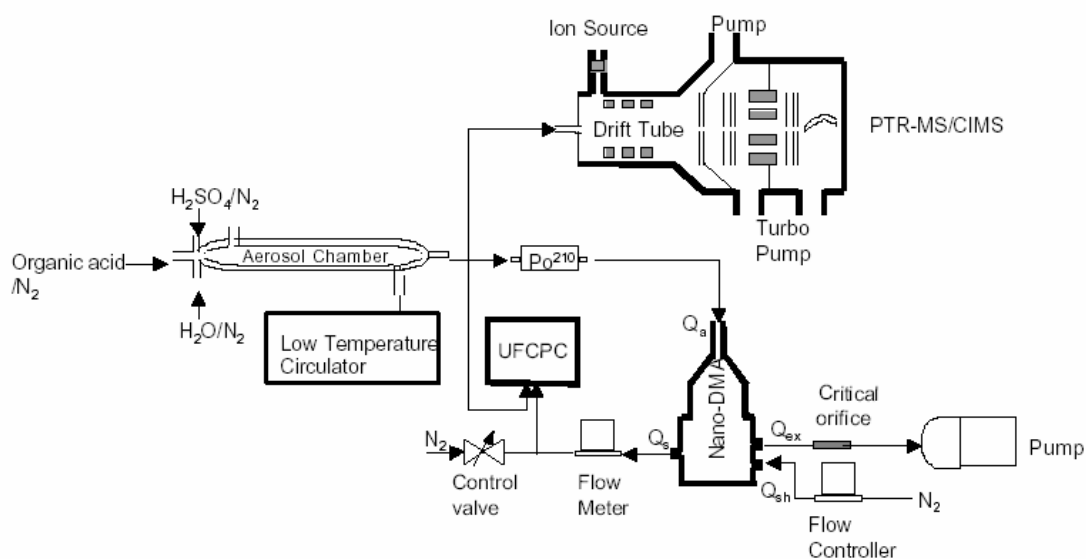 Ion Source
Pump
Drift Tube
PTR-MS/CIMS
Turbo
Pump
H₂SO₄/N₂
Organic acid
/N₂
Aerosol Chamber
H₂O/N₂
Po²¹⁰
Low Temperature
Circulator
UFCPC
Qₐ
Nano-DMA
Critical
orifice
Qₑₓ
Pump
Qₛ
N₂
Control
valve
Flow
Meter
Qₛₕ
N₂
Flow
Controller